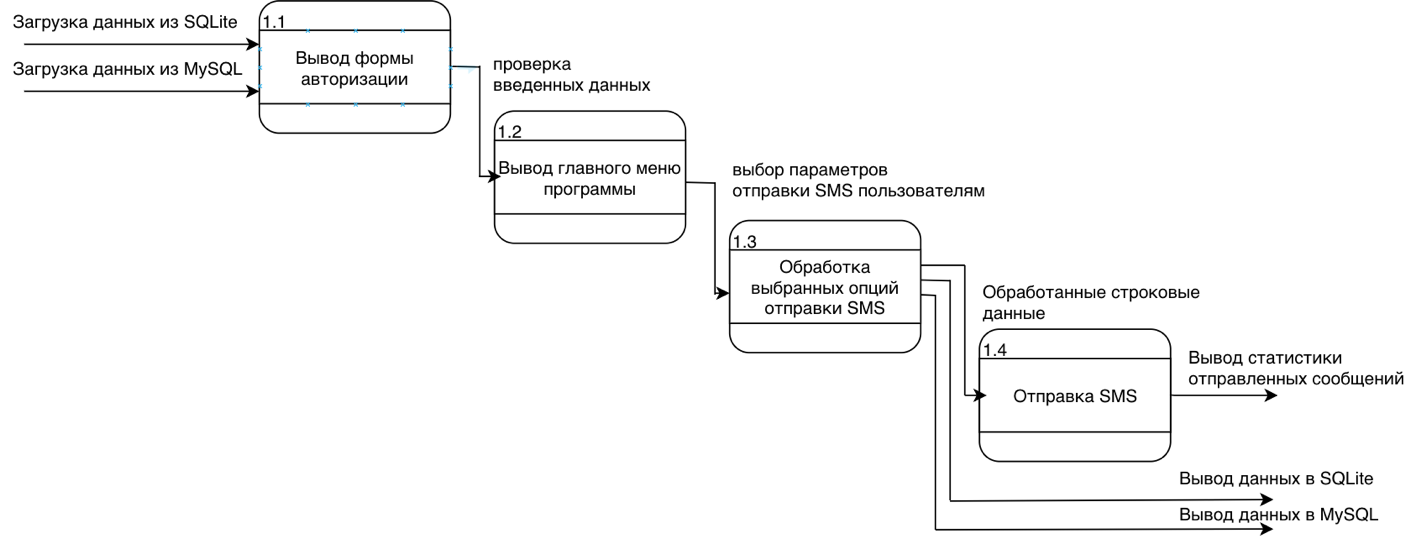 Загрузка данных из SQLite
Загрузка данных из MySQL
1.1
Вывод формы
авторизации
проверка
введенных данных
1.2
Вывод главного меню
программы
выбор параметров
отправки SMS пользователям
1.3
Обработка
выбранных опций
отправки SMS
Обработанные строковые
данные
1.4
Отправка SMS
Вывод статистики
отправленных сообщений
Вывод данных в SQLite
Вывод данных в MySQL